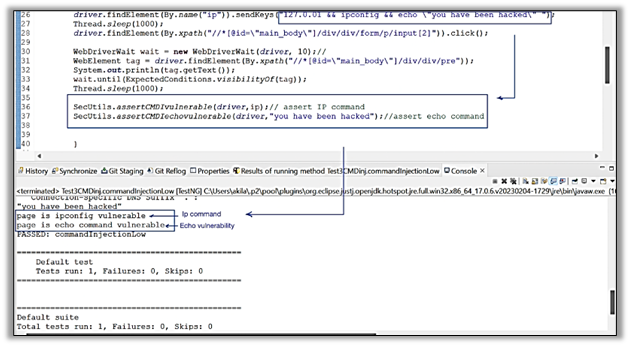 26 driver.findElement(By.name("ip")).sendKeys("127.0.01 && ipconfig && echo \"you have been hacked\" ");
27 Thread.sleep(1000);
28 driver.findElement(By.xpath("//*[@id=\"main_body\"]/div/div/form/p/input[2]")).click();
29
30 WebDriverWait wait = new WebDriverWait(driver, 10);//
31 WebElement tag = driver.findElement(By.xpath("//*[@id=\"main_body\"]/div/div/pre"));
32 System.out.println(tag.getText());
33 wait.until(ExpectedConditions.visibilityOf(tag));
34 Thread.sleep(1000);
35
36 SecUtils.assertCMDIvulnerable(driver,ip);// assert IP command
37 SecUtils.assertCMDIechovulnerable(driver,"you have been hacked");//assert echo command
38
39
40 }
History Synchronize Git Staging Git Reflog Properties Results of running method Test3CMDinj.commandInjectionLow Console
<terminated> Test3CMDinj.commandInjectionLow [TestNG] C:\Users\akila\.p2\pool\plugins\org.eclipse.justj.openjdk.hotspot.jre.full.win32.x86_64_17.0.6.v20230204-1729\jre\bin\javaw.exe
Connection-specific DNS Suffix . :
"you have been hacked"
page is ipconfig vulnerable Ip command
page is echo command vulnerable Echo vulnerability
PASSED: commandInjectionLow
===============================================
Default test
Tests run: 1, Failures: 0, Skips: 0
===============================================
===============================================
Default suite
Total tests run: 1, Failures: 0, Skips: 0